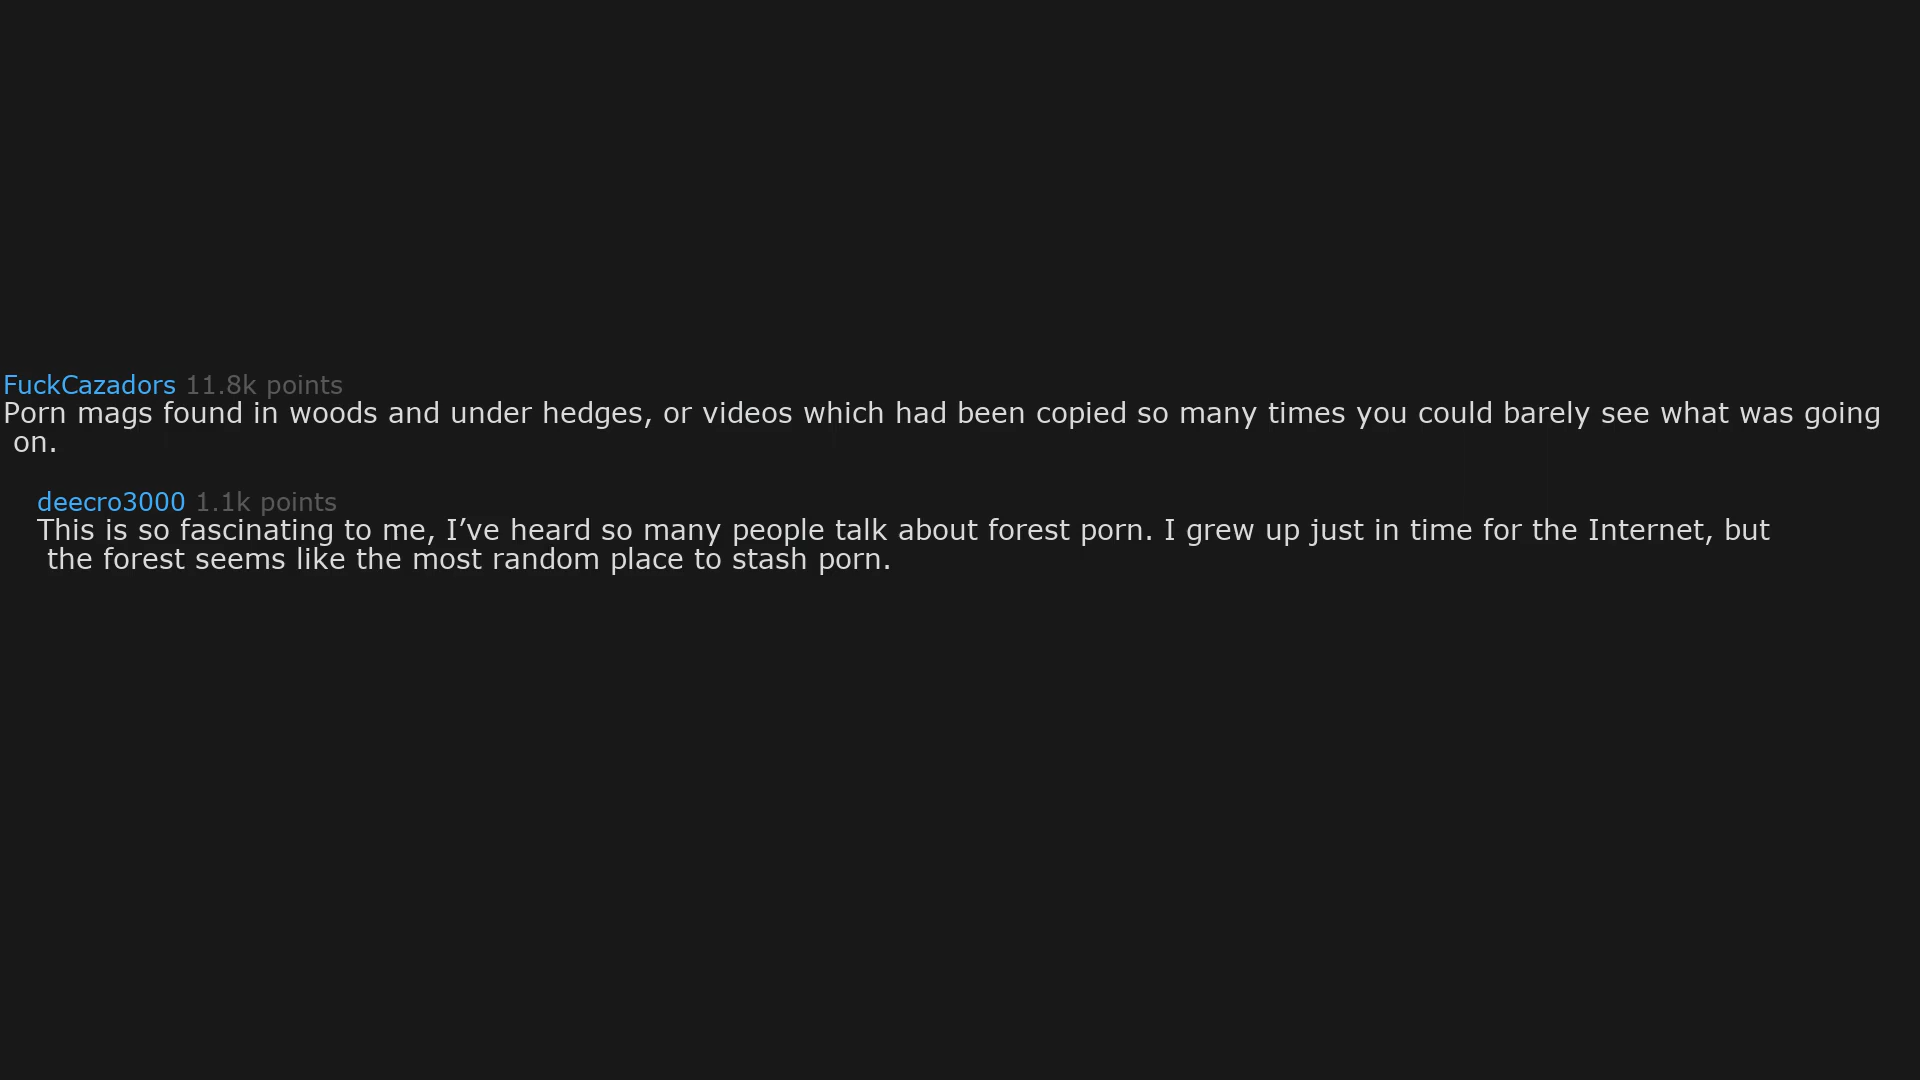 FuckCazadors 11.8k points
Porn mags found in woods and under hedges, or videos which had been copied so many times you could barely see what was going
on.
deecro3000 1.1k points
This is so fascinating to me, I’ve heard so many people talk about forest porn. I grew up just in time for the Internet, but
the forest seems like the most random place to stash porn.